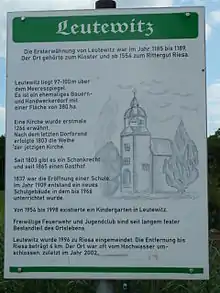 Leutewitz
Die Ersterwähnung von Leutewitz war im Jahre 1185 bis 1189.
Der Ort gehörte zum Kloster und ab 1554 zum Rittergut Riesa.
Leutewitz liegt 97-100m über
dem Meeresspiegel.
Es ist ein ehemaliges Bauern-
und Handwerkerdorf mit
einer Fläche von 380 ha.
Eine Kirche wurde erstmals
1266 erwähnt.
Nach dem letzten Dorfbrand
erfolgte 1803 die Weihe
der jetzigen Kirche.
Seit 1803 gibt es ein Schankrecht
und seit 1865 einen Gasthof.
1837 war die Eröffnung einer Schule.
Im Jahr 1909 entstand ein neues
Schulgebäude in dem bis 1966
unterrichtet wurde.
Von 1954 bis 1998 existierte ein Kindergarten in Leutewitz.
Freiwillige Feuerwehr und Jugendclub sind seit langem fester
Bestandteil des Ortslebens.
Leutewitz wurde 1996 zu Riesa eingemeindet. Die Entfernung bis
Riesa beträgt 4 km. Der Ort war oft vom Hochwasser um-
schlossen zuletzt im Jahr 2002.